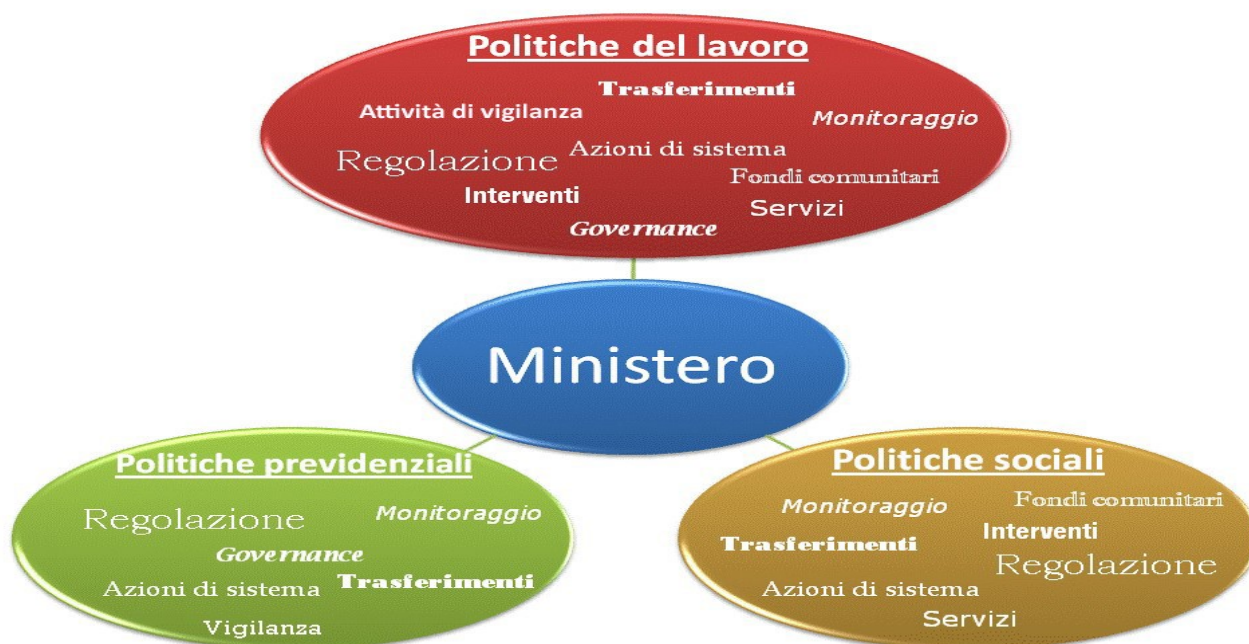 Politiche del lavoro
Trasferimenti
Attività di vigilanza
Monitoraggio
Azioni di sistema
Regolazione
Fondi comunitari
Interventi
Servizi
Governance
Ministero
Politiche previdenziali
Regolazione
Monitoraggio
Governance
Azioni di sistema
Trasferimenti
Vigilanza
Politiche sociali
Monitoraggio
Fondi comunitari
Interventi
Trasferimenti
Regolazione
Azioni di sistema
Servizi